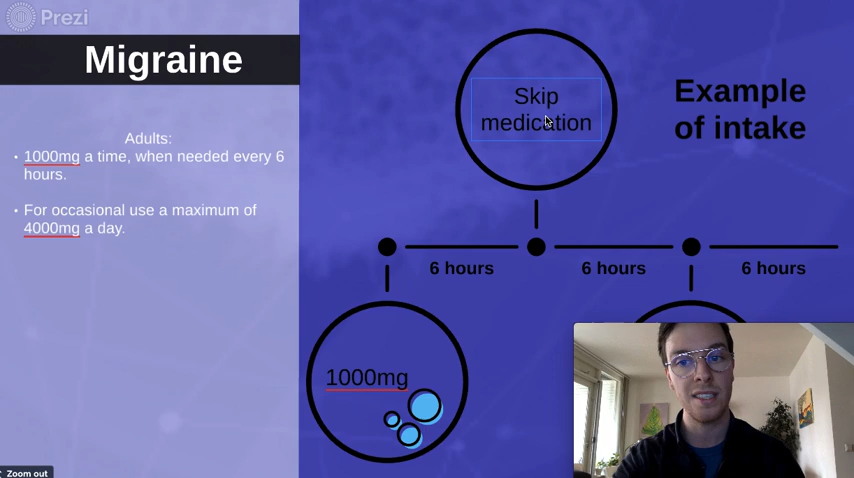 Prezi
Migraine
Adults:
• 1000mg a time, when needed every 6
hours.
• For occasional use a maximum of
4000mg a day.
Skip
medication
Example
of intake
6 hours
6 hours
6 hours
1000mg
Zoom out